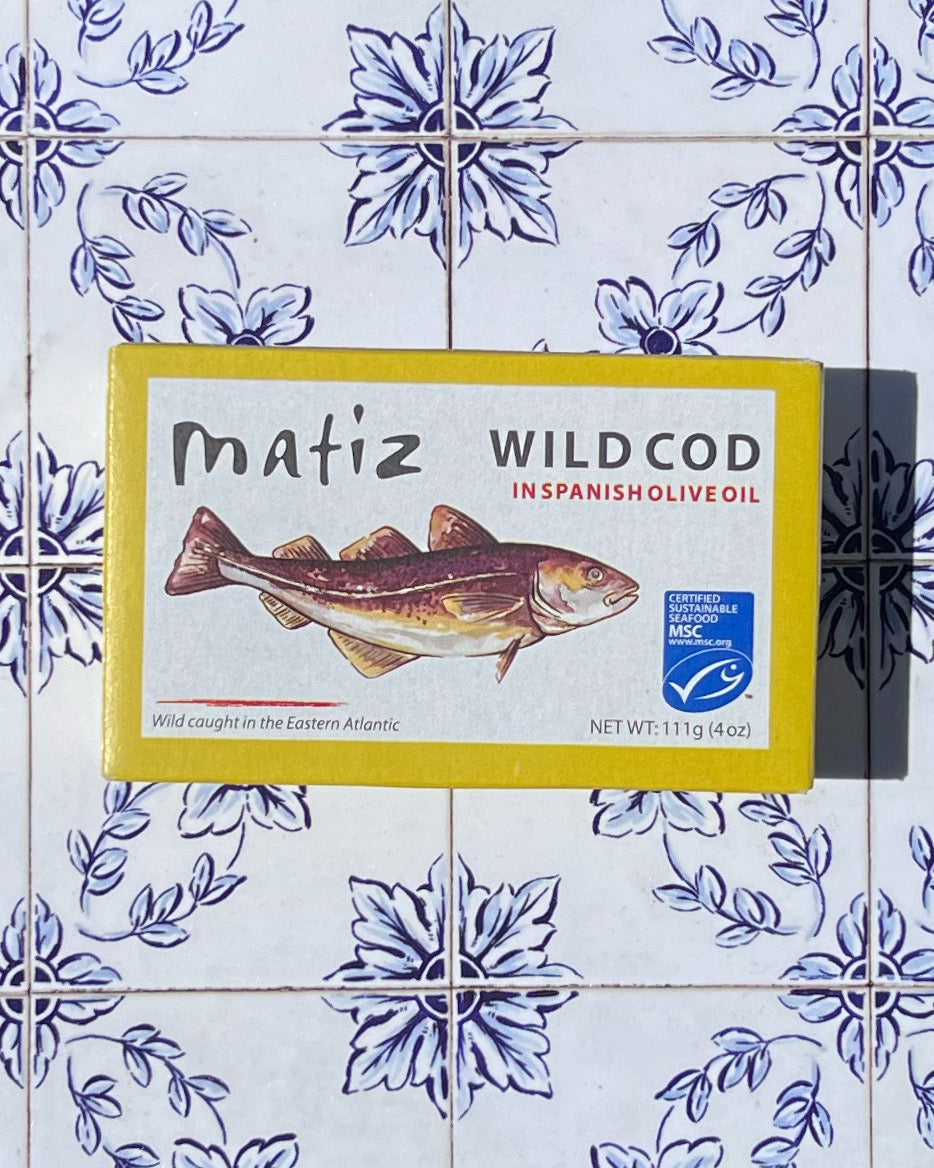 matiz
WILD COD
IN SPANISH OLIVE OIL
CERTIFIED
SUSTAINABLE
SEAFOOD
MSC
www.msc.org
Wild caught in the Eastern Atlantic
NET WT: 111g (4 oz)